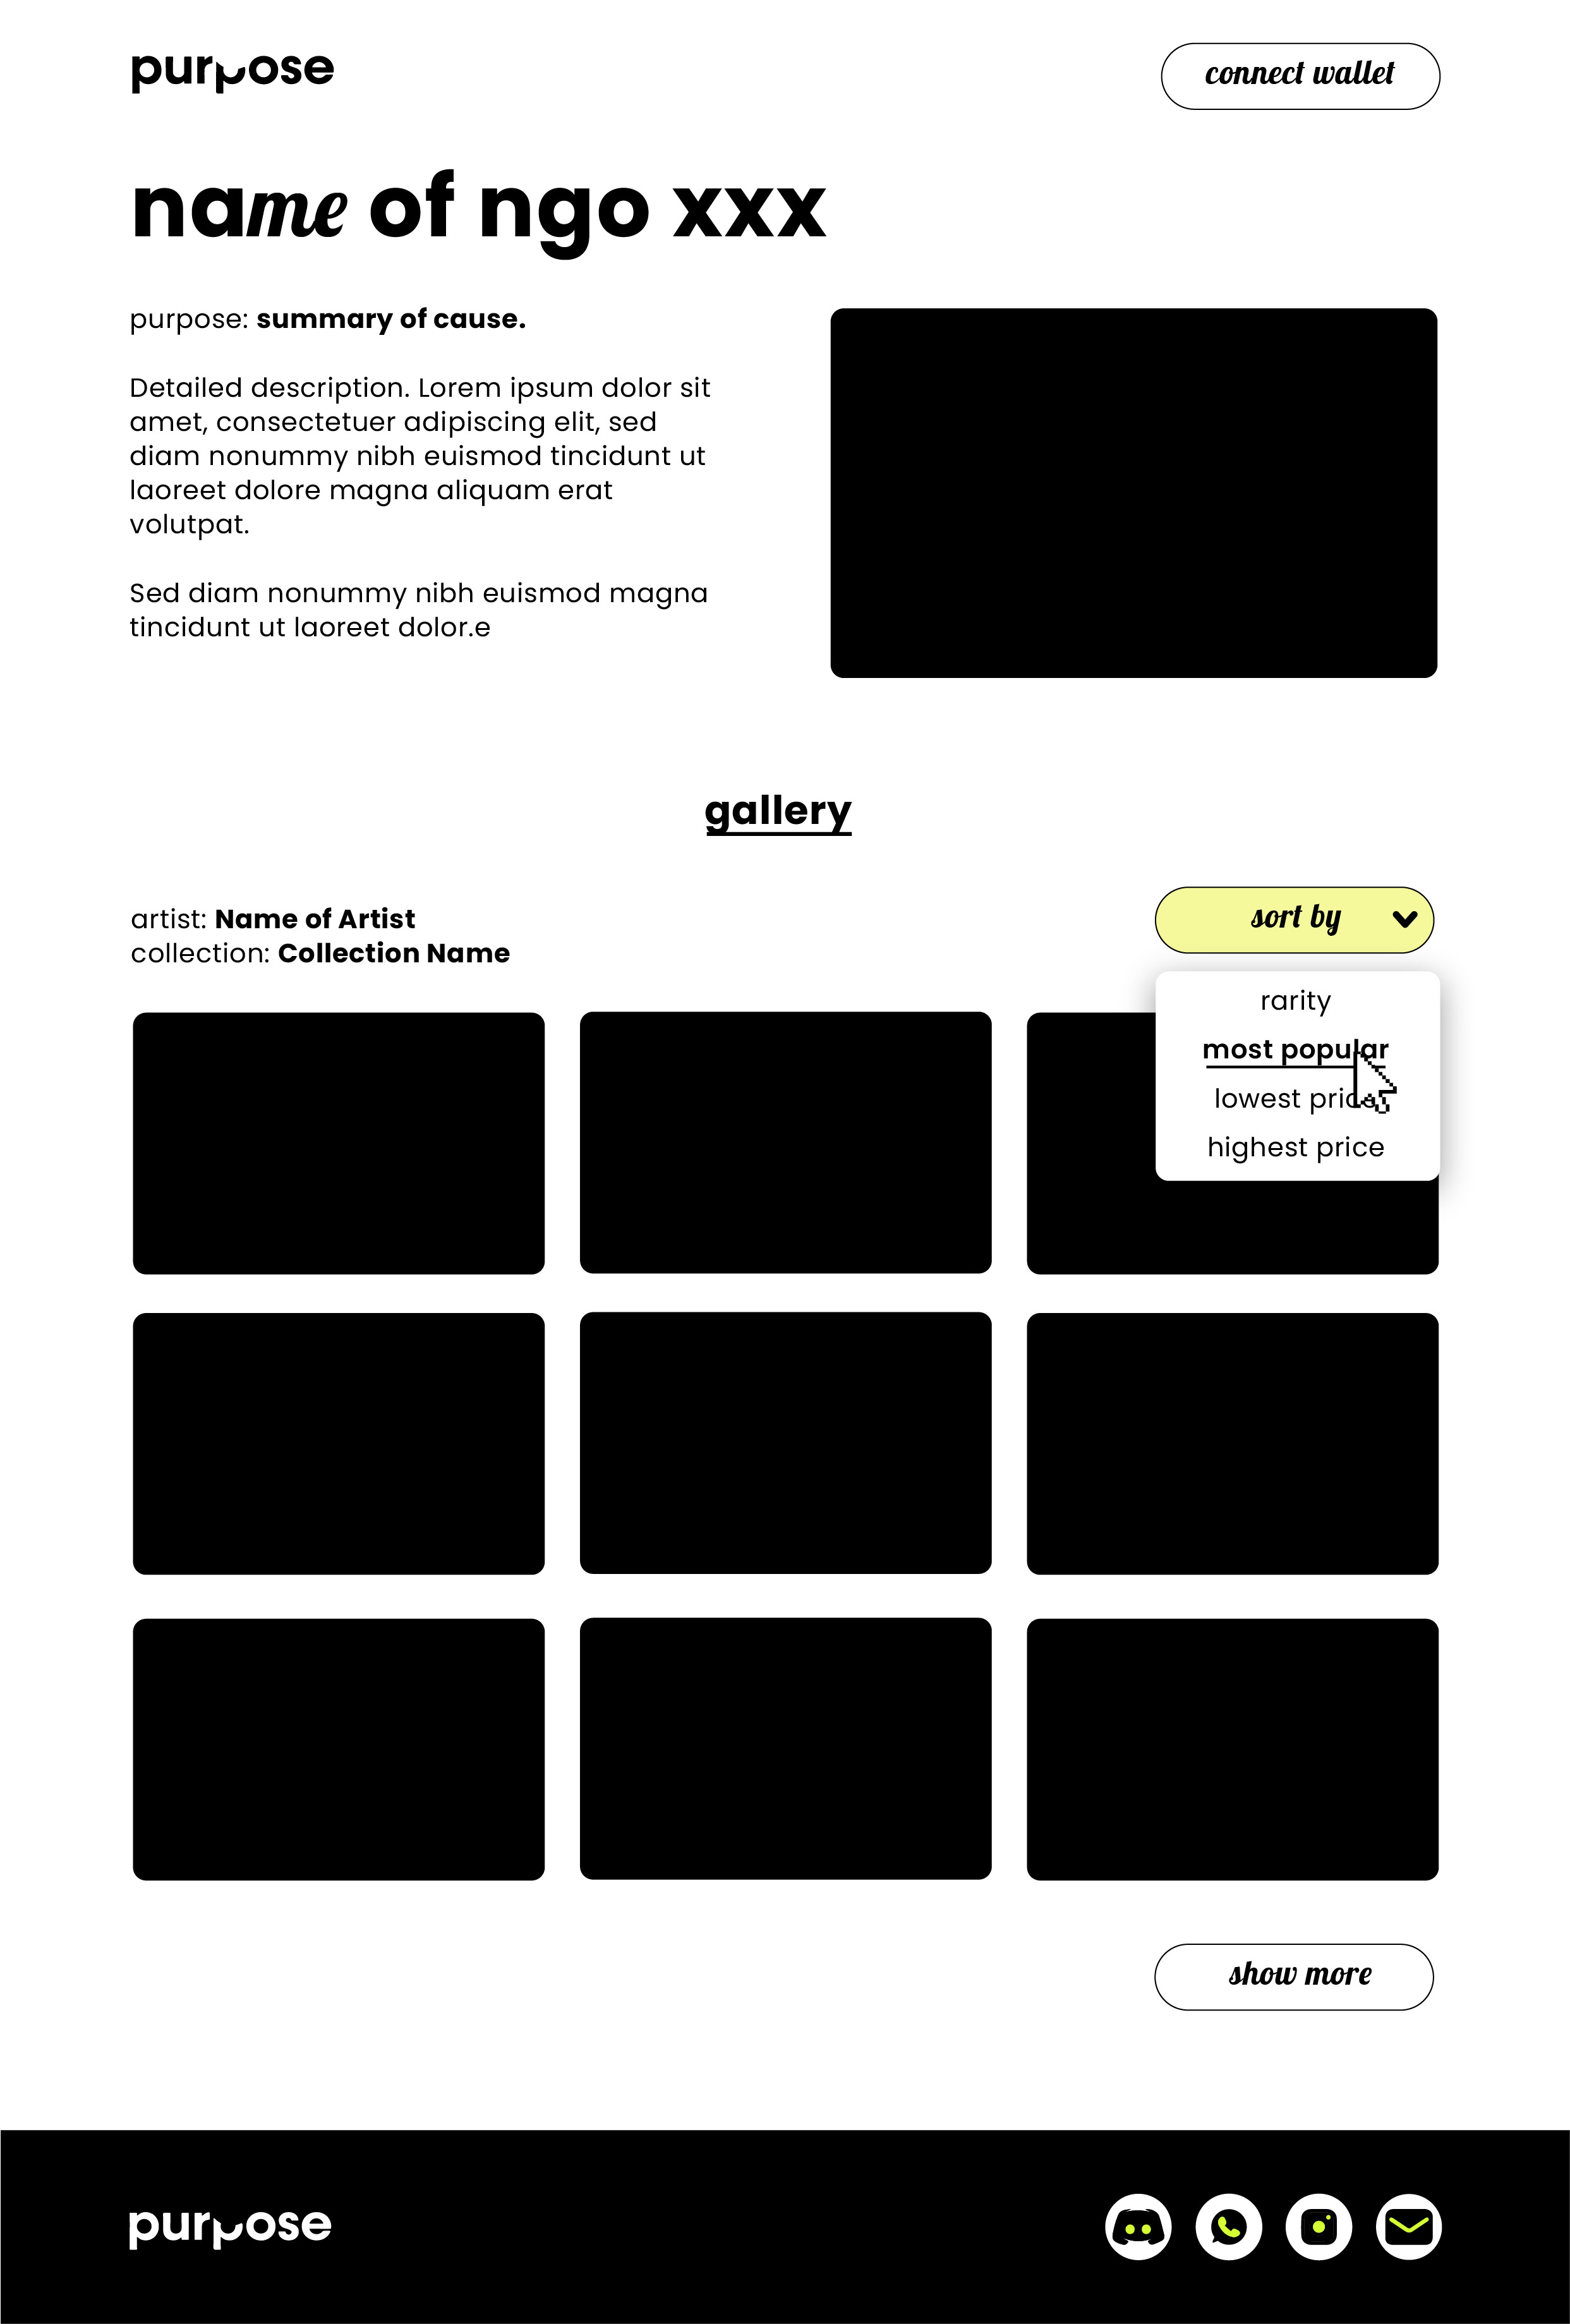 purpose
connect wallet
name of ngo xxx
purpose: summary of cause.
Detailed description. Lorem ipsum dolor sit
amet, consectetuer adipiscing elit, sed
diam nonummy nibh euismod tincidunt ut
laoreet dolore magna aliquam erat
volutpat.
Sed diam nonummy nibh euismod magna
tincidunt ut laoreet dolor.e
gallery
artist: Name of Artist
collection: Collection Name
sort by
rarity
most popular
lowest price
highest price
show more
purpose